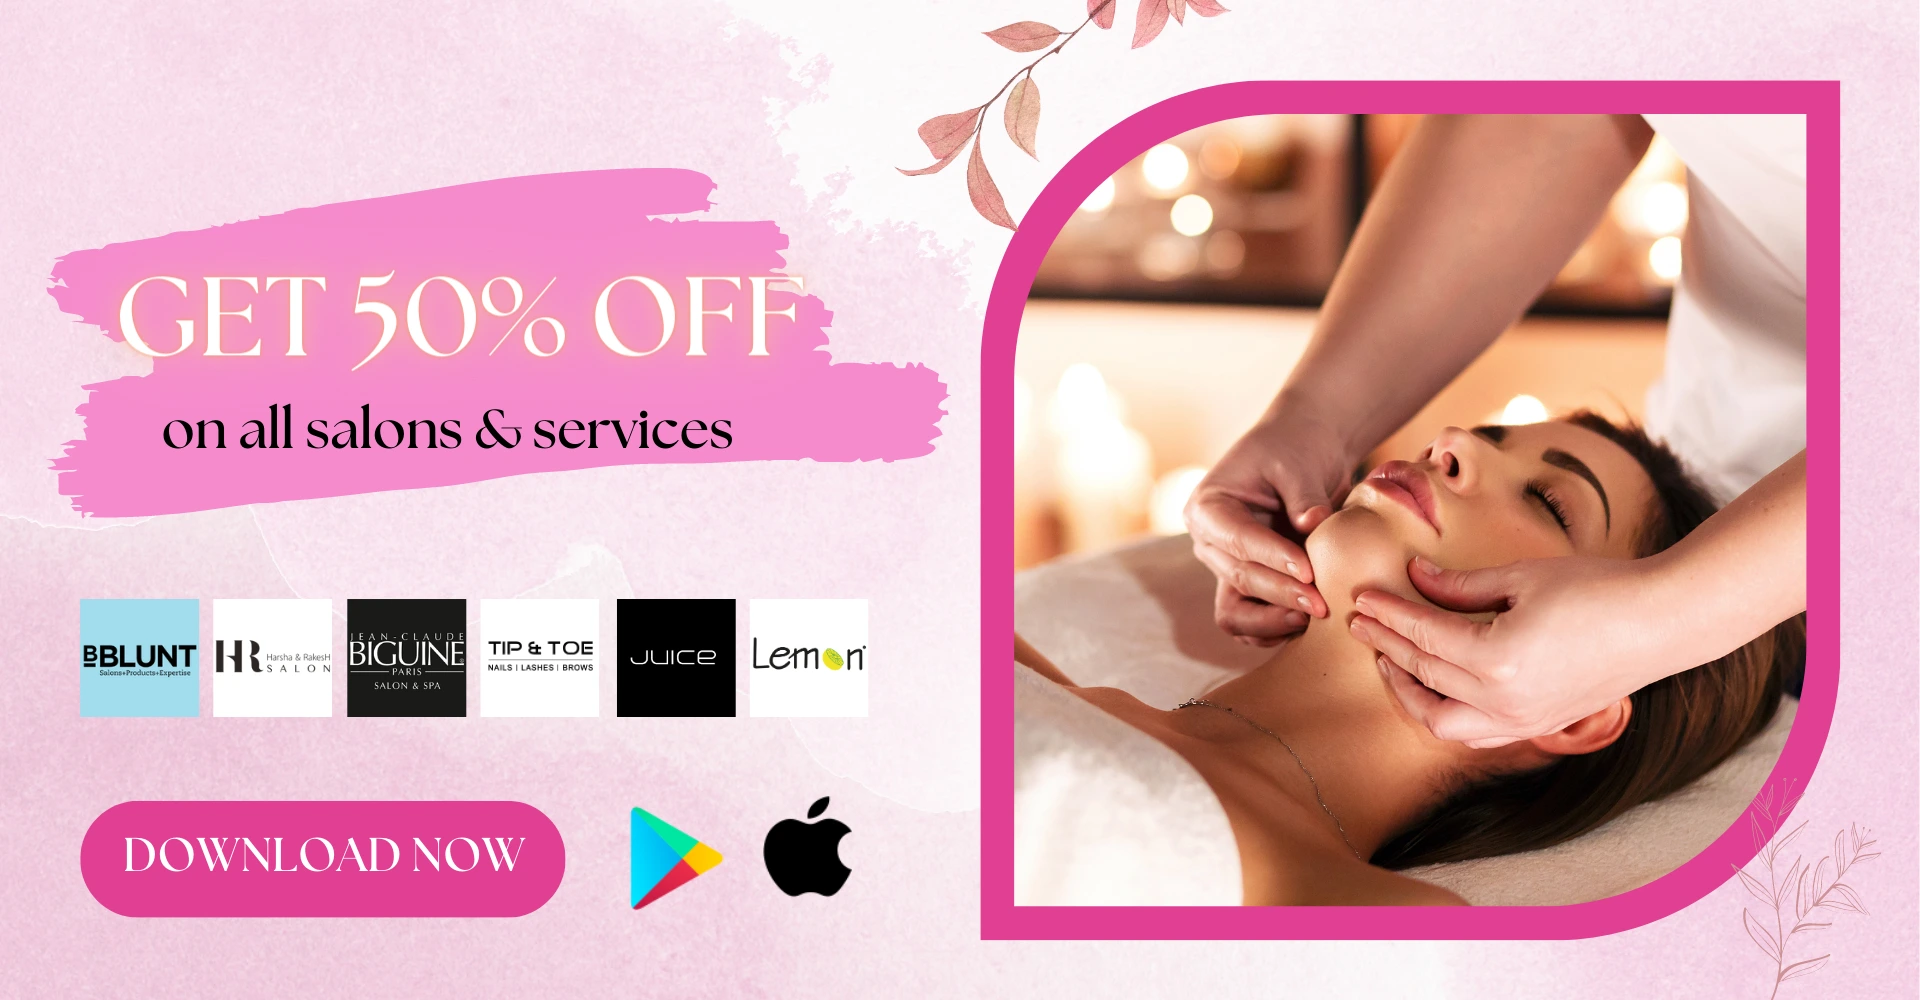 GET 50% OFF
on all salons & services
BBLUNT
Salons+Products+Expertise
HR Harsha & RakesH
SALON
JEAN-CLAUDE
BIGUINE
PARIS
SALON & SPA
TIP & TOE
NAILS | LASHES | BROWS
JUICE
Lemon
DOWNLOAD NOW